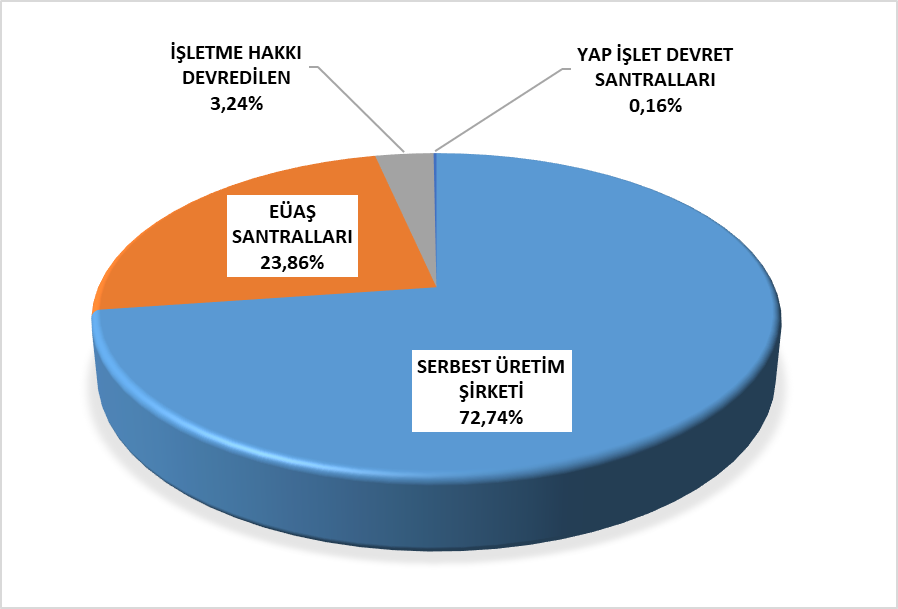 İŞLETME HAKKI
DEVREDİLEN
3,24%
YAP İŞLET DEVRET
SANTRALLARI
0,16%
EÜAŞ
SANTRALLARI
23,86%
SERBEST ÜRETİM
ŞİRKETİ
72,74%